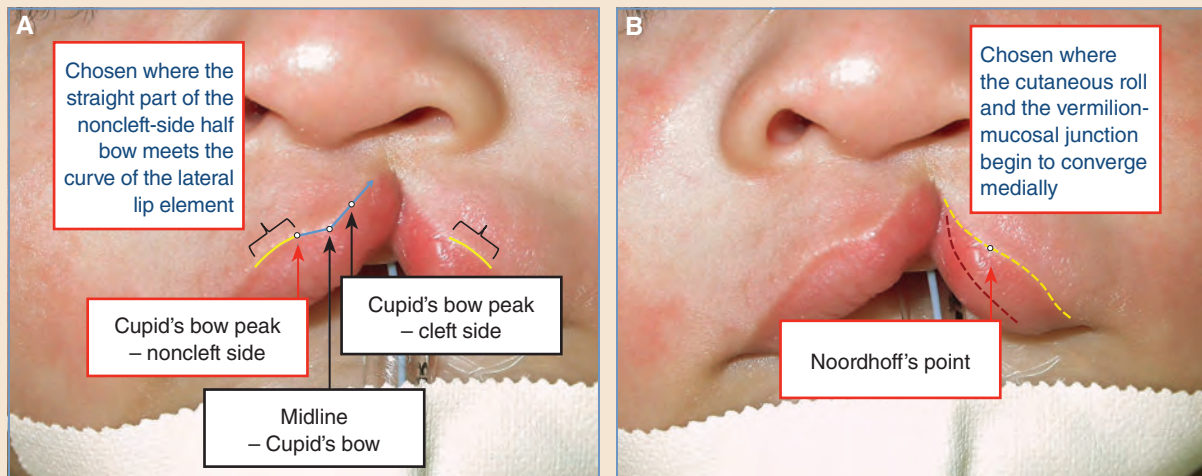 A
Chosen where the
straight part of the
noncleft-side half
bow meets the
curve of the lateral
lip element
Cupid's bow peak
– noncleft side
Cupid's bow peak
– cleft side
Midline
– Cupid's bow
B
Chosen where
the cutaneous roll
and the vermilion-
mucosal junction
begin to converge
medially
Noordhoff's point